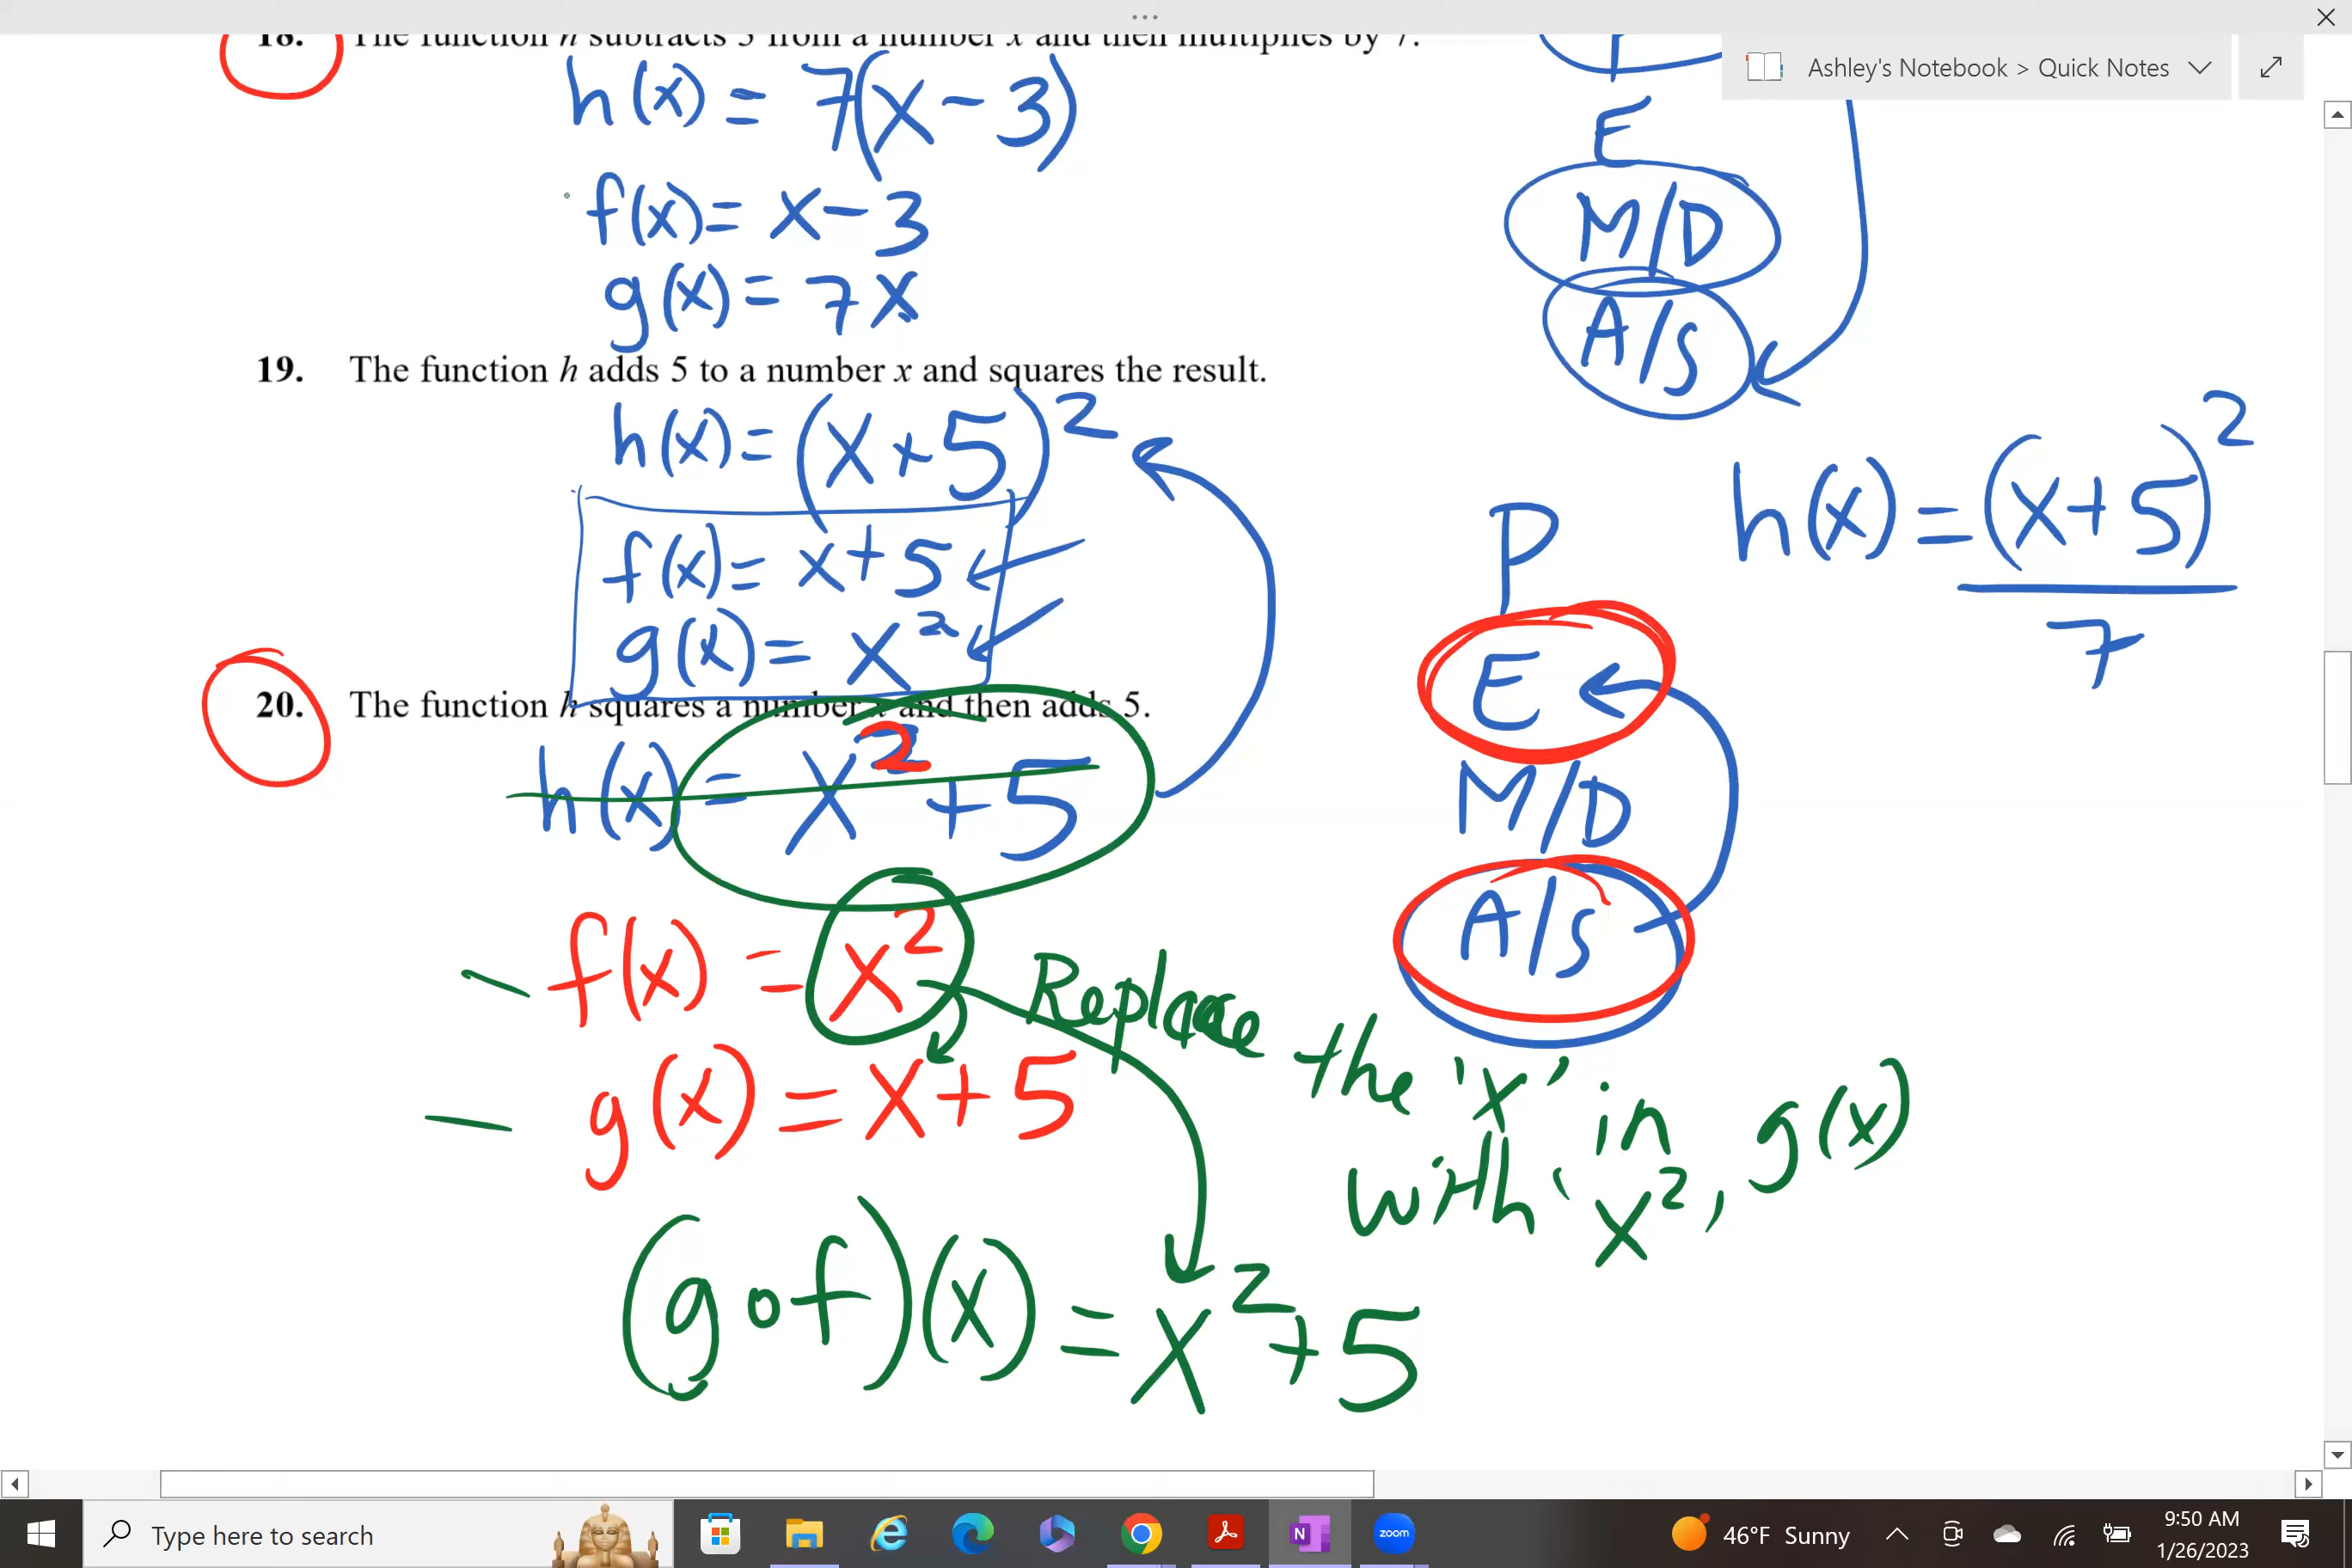 Ashley's Notebook > Quick Notes
18. The function h subtracts 3 from a number x and then multiplies by 7.
h(x) = 7(x - 3)
f(x) = x - 3
g(x) = 7x
E
M/D
A/S
19. The function h adds 5 to a number x and squares the result.
h(x) = (x + 5)²
f(x) = x + 5
g(x) = x²
h(x) = (x+5)²
7
P
E
M/D
A/S
20. The function h squares a number x and then adds 5.
h(x) = x² + 5
f(x) = x²
g(x) = x + 5
Replace the 'x' in g(x)
with 'x²'
(g o f)(x) = x² + 5
Type here to search
N
zoom
46°F Sunny
9:50 AM
1/26/2023